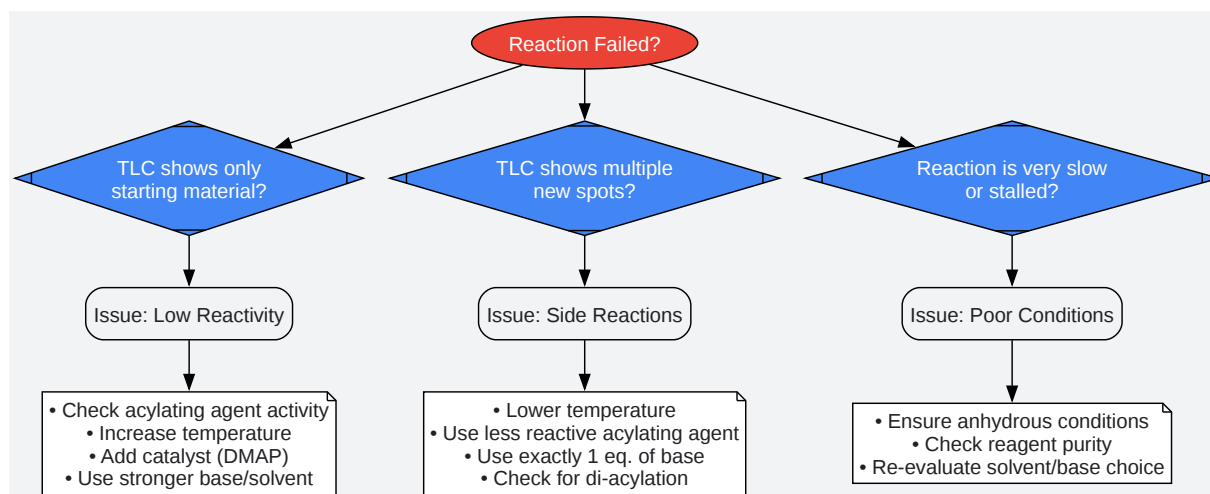 Reaction Failed?
TLC shows only
starting material?
TLC shows multiple
new spots?
Reaction is very slow
or stalled?
Issue: Low Reactivity
Issue: Side Reactions
Issue: Poor Conditions
• Check acylating agent activity
• Increase temperature
• Add catalyst (DMAP)
• Use stronger base/solvent
• Lower temperature
• Use less reactive acylating agent
• Use exactly 1 eq. of base
• Check for di-acylation
• Ensure anhydrous conditions
• Check reagent purity
• Re-evaluate solvent/base choice